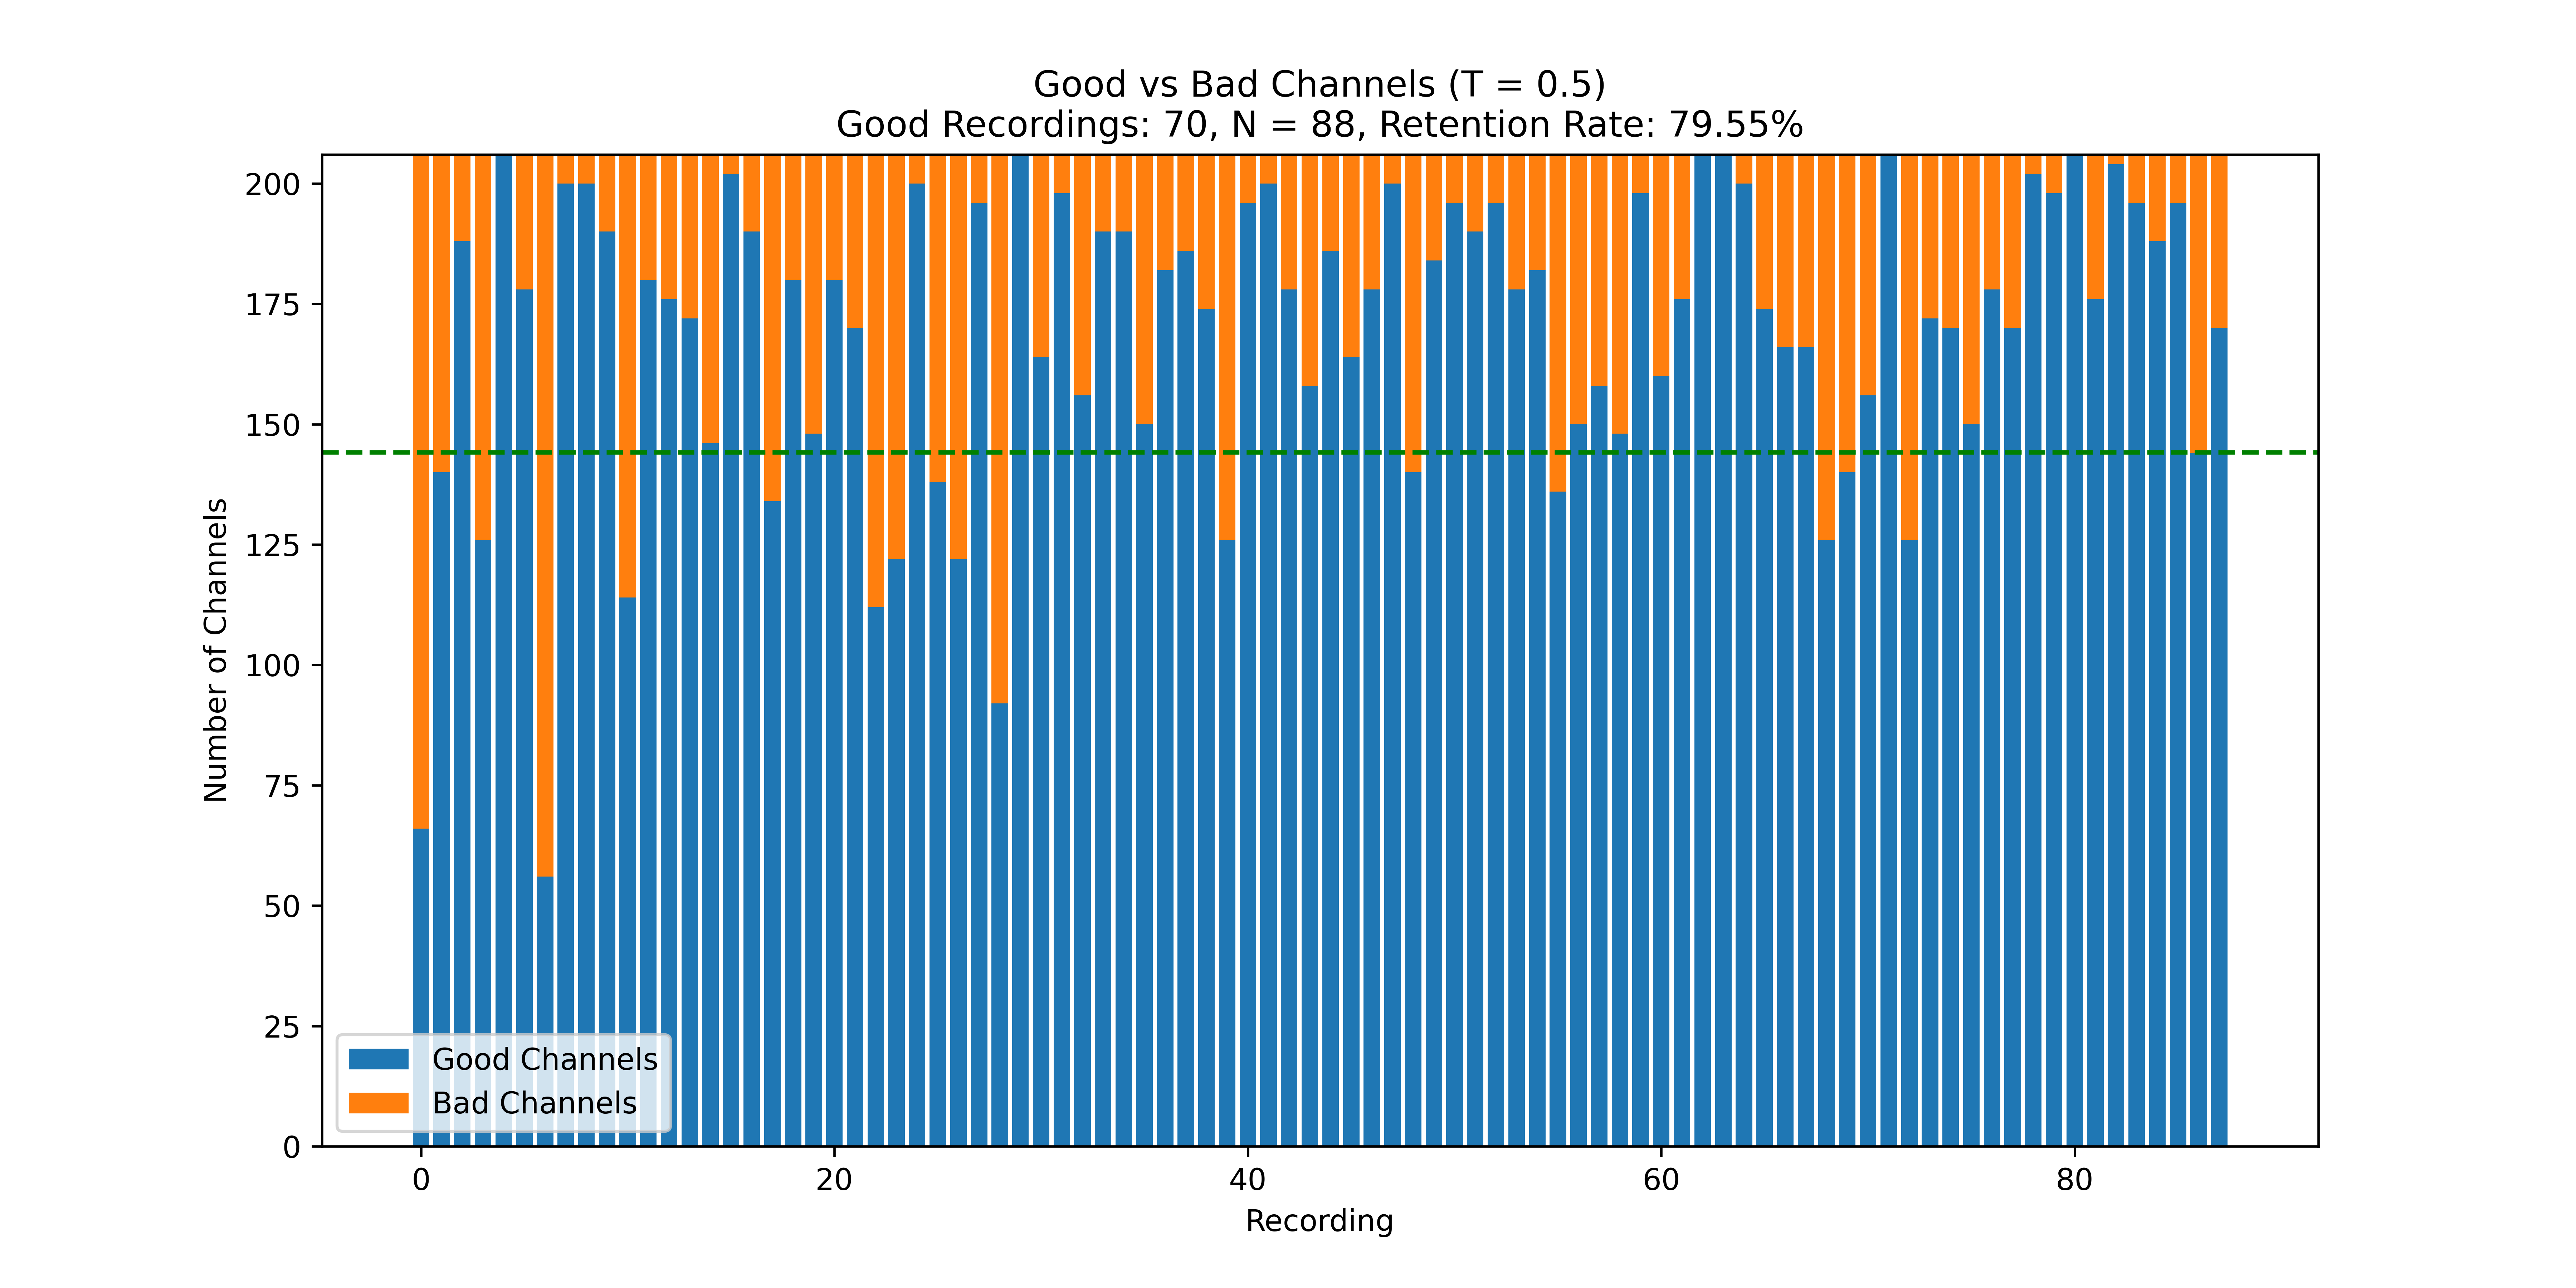 Good vs Bad Channels (T = 0.5)
Good Recordings: 70, N = 88, Retention Rate: 79.55%
Number of Channels
200
175
150
125
100
75
50
25
0
Good Channels
Bad Channels
0 20 40 60 80
Recording